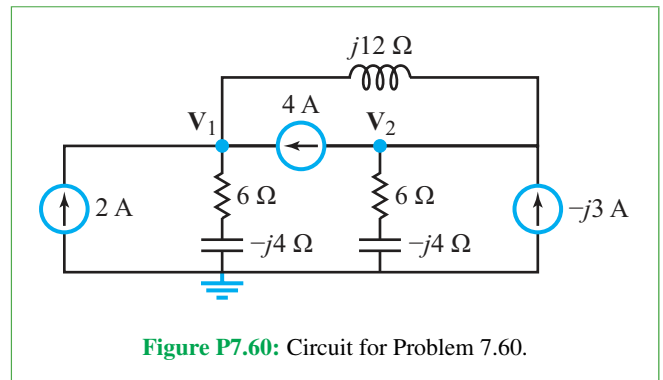 j12 Ω
4 A
V1
V2
2 A
6 Ω
6 Ω
−j3 A
−j4 Ω
−j4 Ω
Figure P7.60: Circuit for Problem 7.60.